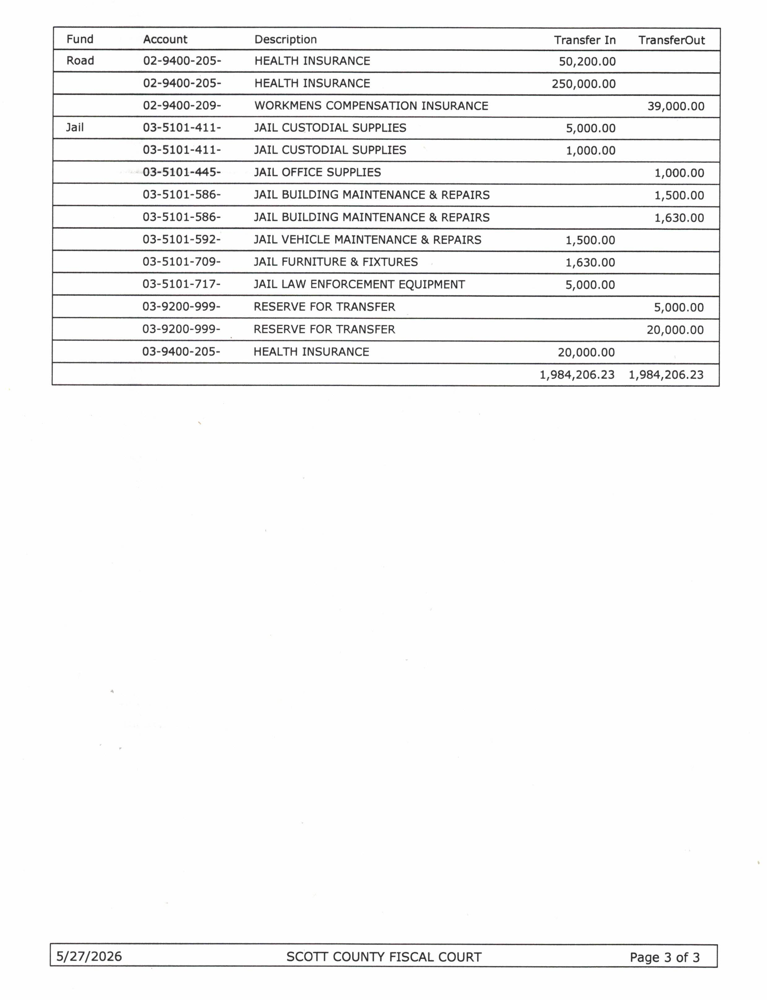 Fund Account Description Transfer In TransferOut
Road 02-9400-205- HEALTH INSURANCE 50,200.00
02-9400-205- HEALTH INSURANCE 250,000.00
02-9400-209- WORKMENS COMPENSATION INSURANCE 39,000.00
Jail 03-5101-411- JAIL CUSTODIAL SUPPLIES 5,000.00
03-5101-411- JAIL CUSTODIAL SUPPLIES 1,000.00
03-5101-445- JAIL OFFICE SUPPLIES 1,000.00
03-5101-586- JAIL BUILDING MAINTENANCE & REPAIRS 1,500.00
03-5101-586- JAIL BUILDING MAINTENANCE & REPAIRS 1,630.00
03-5101-592- JAIL VEHICLE MAINTENANCE & REPAIRS 1,500.00
03-5101-709- JAIL FURNITURE & FIXTURES 1,630.00
03-5101-717- JAIL LAW ENFORCEMENT EQUIPMENT 5,000.00
03-9200-999- RESERVE FOR TRANSFER 5,000.00
03-9200-999- RESERVE FOR TRANSFER 20,000.00
03-9400-205- HEALTH INSURANCE 20,000.00
1,984,206.23 1,984,206.23
5/27/2026 SCOTT COUNTY FISCAL COURT Page 3 of 3